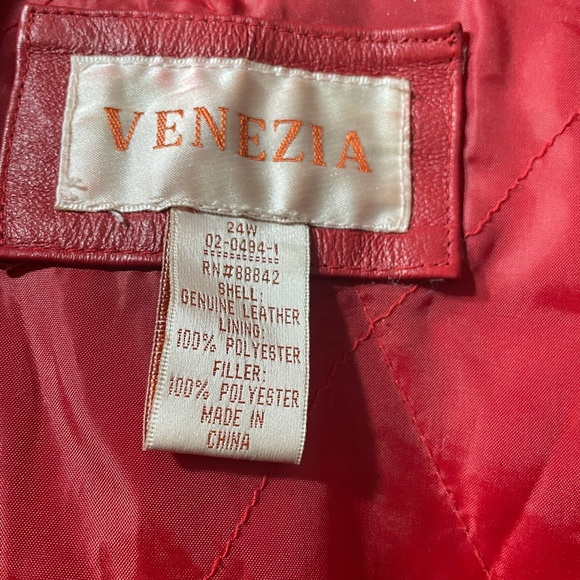 VENEZIA
24W
02-0494-1
RN#88842
SHELL:
GENUINE LEATHER
LINING:
100% POLYESTER
FILLER:
100% POLYESTER
MADE IN
CHINA